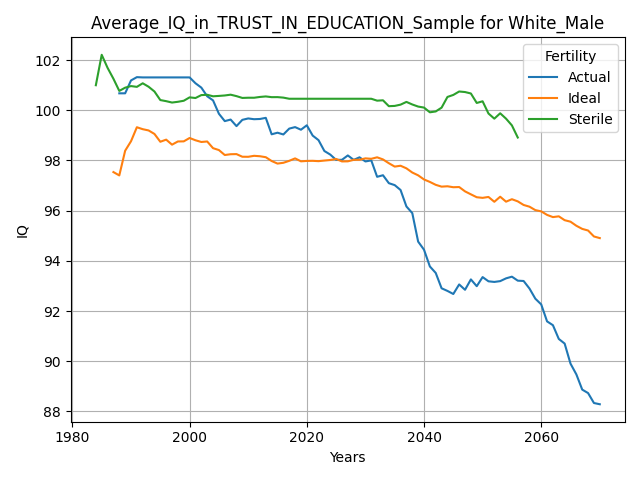 Average_IQ_in_TRUST_IN_EDUCATION_Sample for White_Male
Fertility
Actual
Ideal
Sterile
IQ
102
100
98
96
94
92
90
88
1980
2000
2020
2040
2060
Years